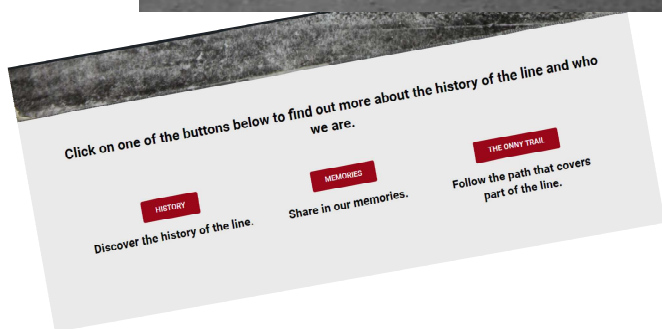 Click on one of the buttons below to find out more about the history of the line and who
we are.
HISTORY
Discover the history of the line.
MEMORIES
Share in our memories.
THE ONNY TRAIL
Follow the path that covers
part of the line.